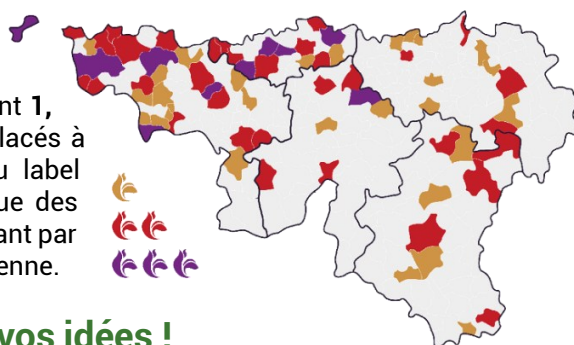 nt 1,
lacés à
u label
ue des
ant par
enne.
vos idées !